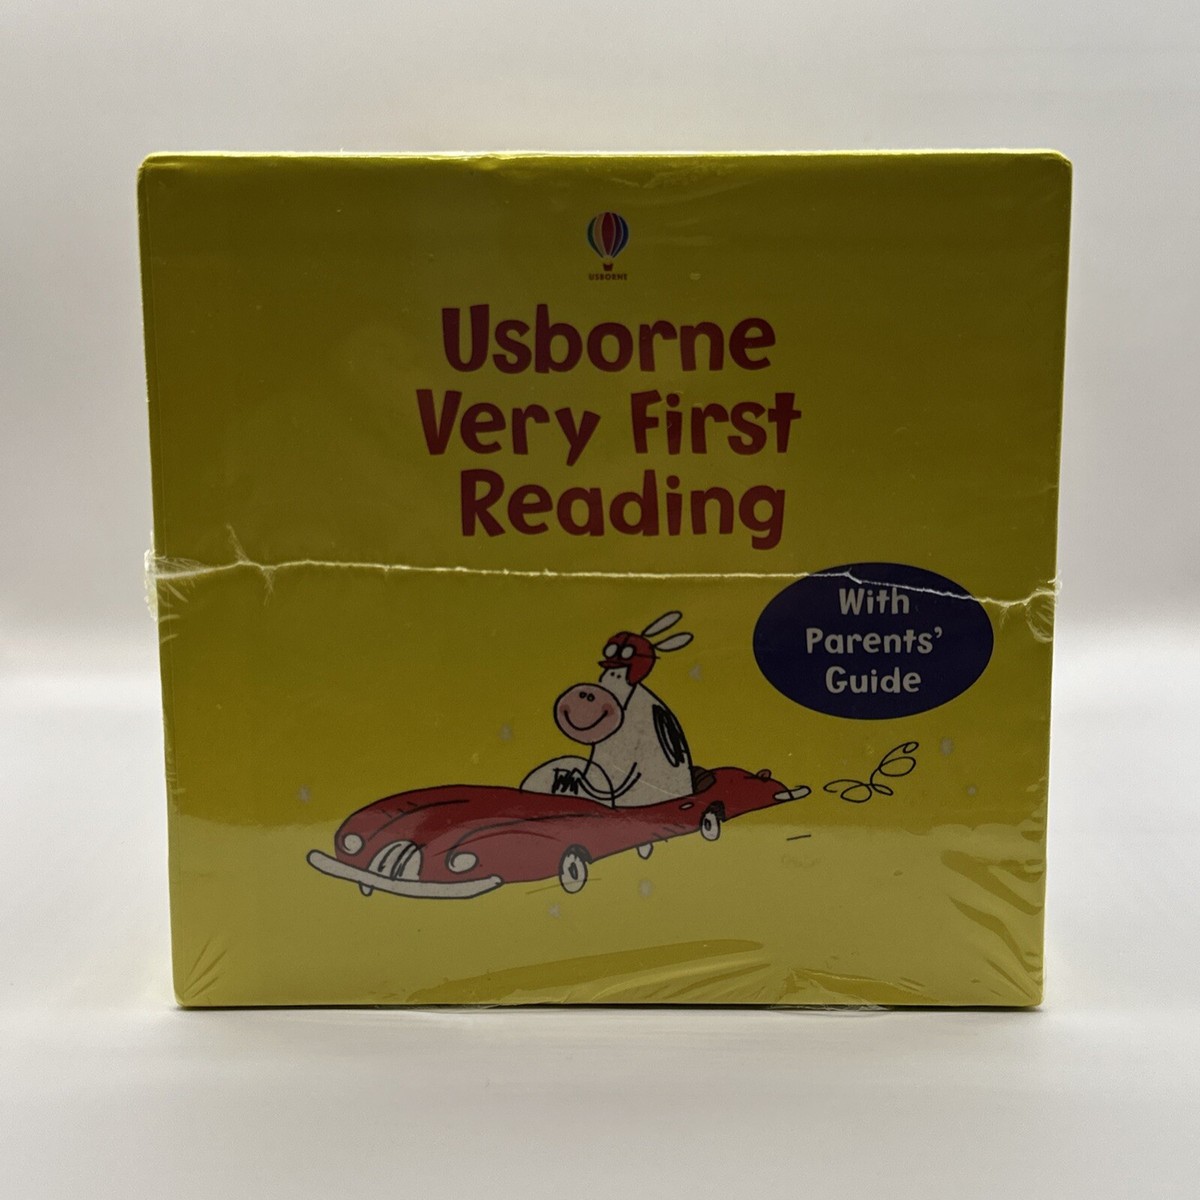 USBORNE
Usborne
Very First
Reading
With
Parents'
Guide